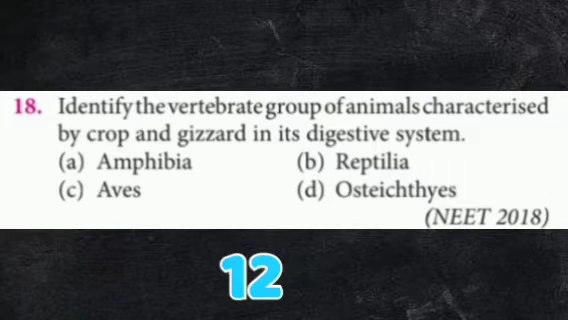 18. Identify the vertebrate group of animals characterised
by crop and gizzard in its digestive system.
(a) Amphibia (b) Reptilia
(c) Aves (d) Osteichthyes
(NEET 2018)
12